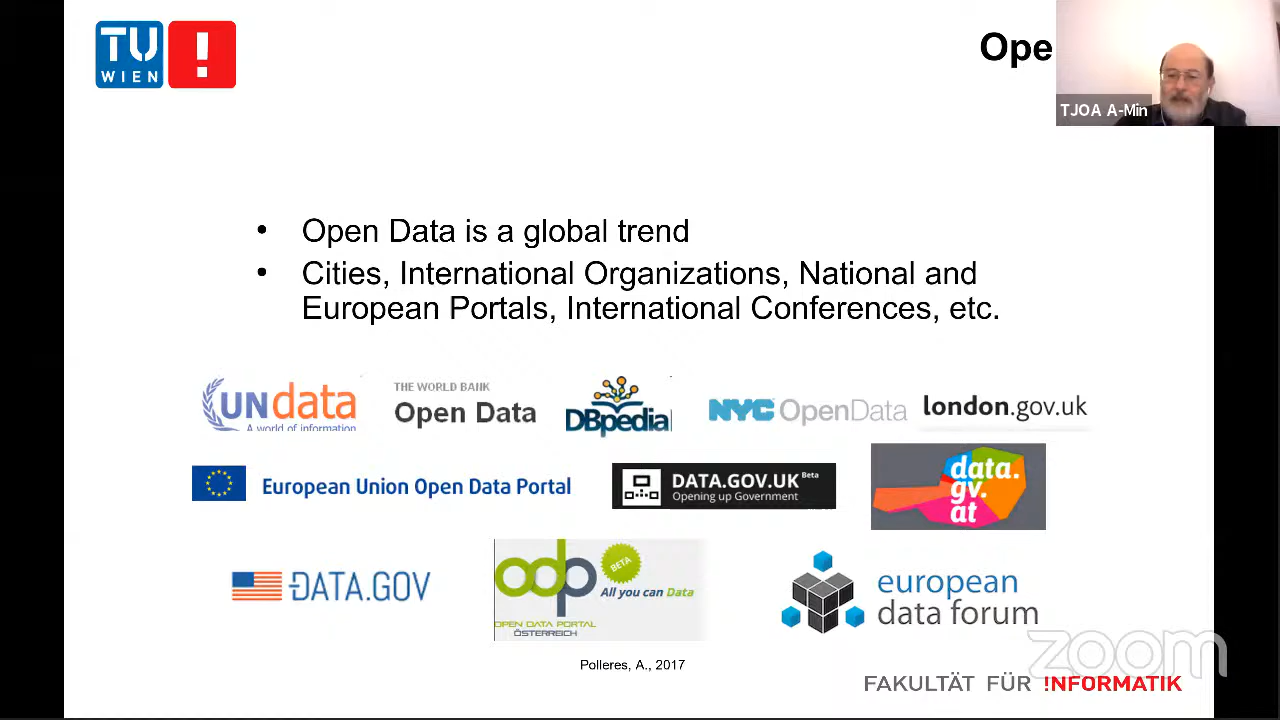 TU
WIEN
!
Ope
TJOA A-Min
• Open Data is a global trend
• Cities, International Organizations, National and
European Portals, International Conferences, etc.
UNdata
A world of information
THE WORLD BANK
Open Data
DBpedia
NYC OpenData
london.gov.uk
European Union Open Data Portal
DATA.GOV.UK Beta
Opening up Government
data.
gv.
at
DATA.GOV
odp
BETA
All you can Data
OPEN DATA PORTAL
ÖSTERREICH
european
data forum
Polleres, A., 2017
zoom
FAKULTÄT FÜR !NFORMATIK